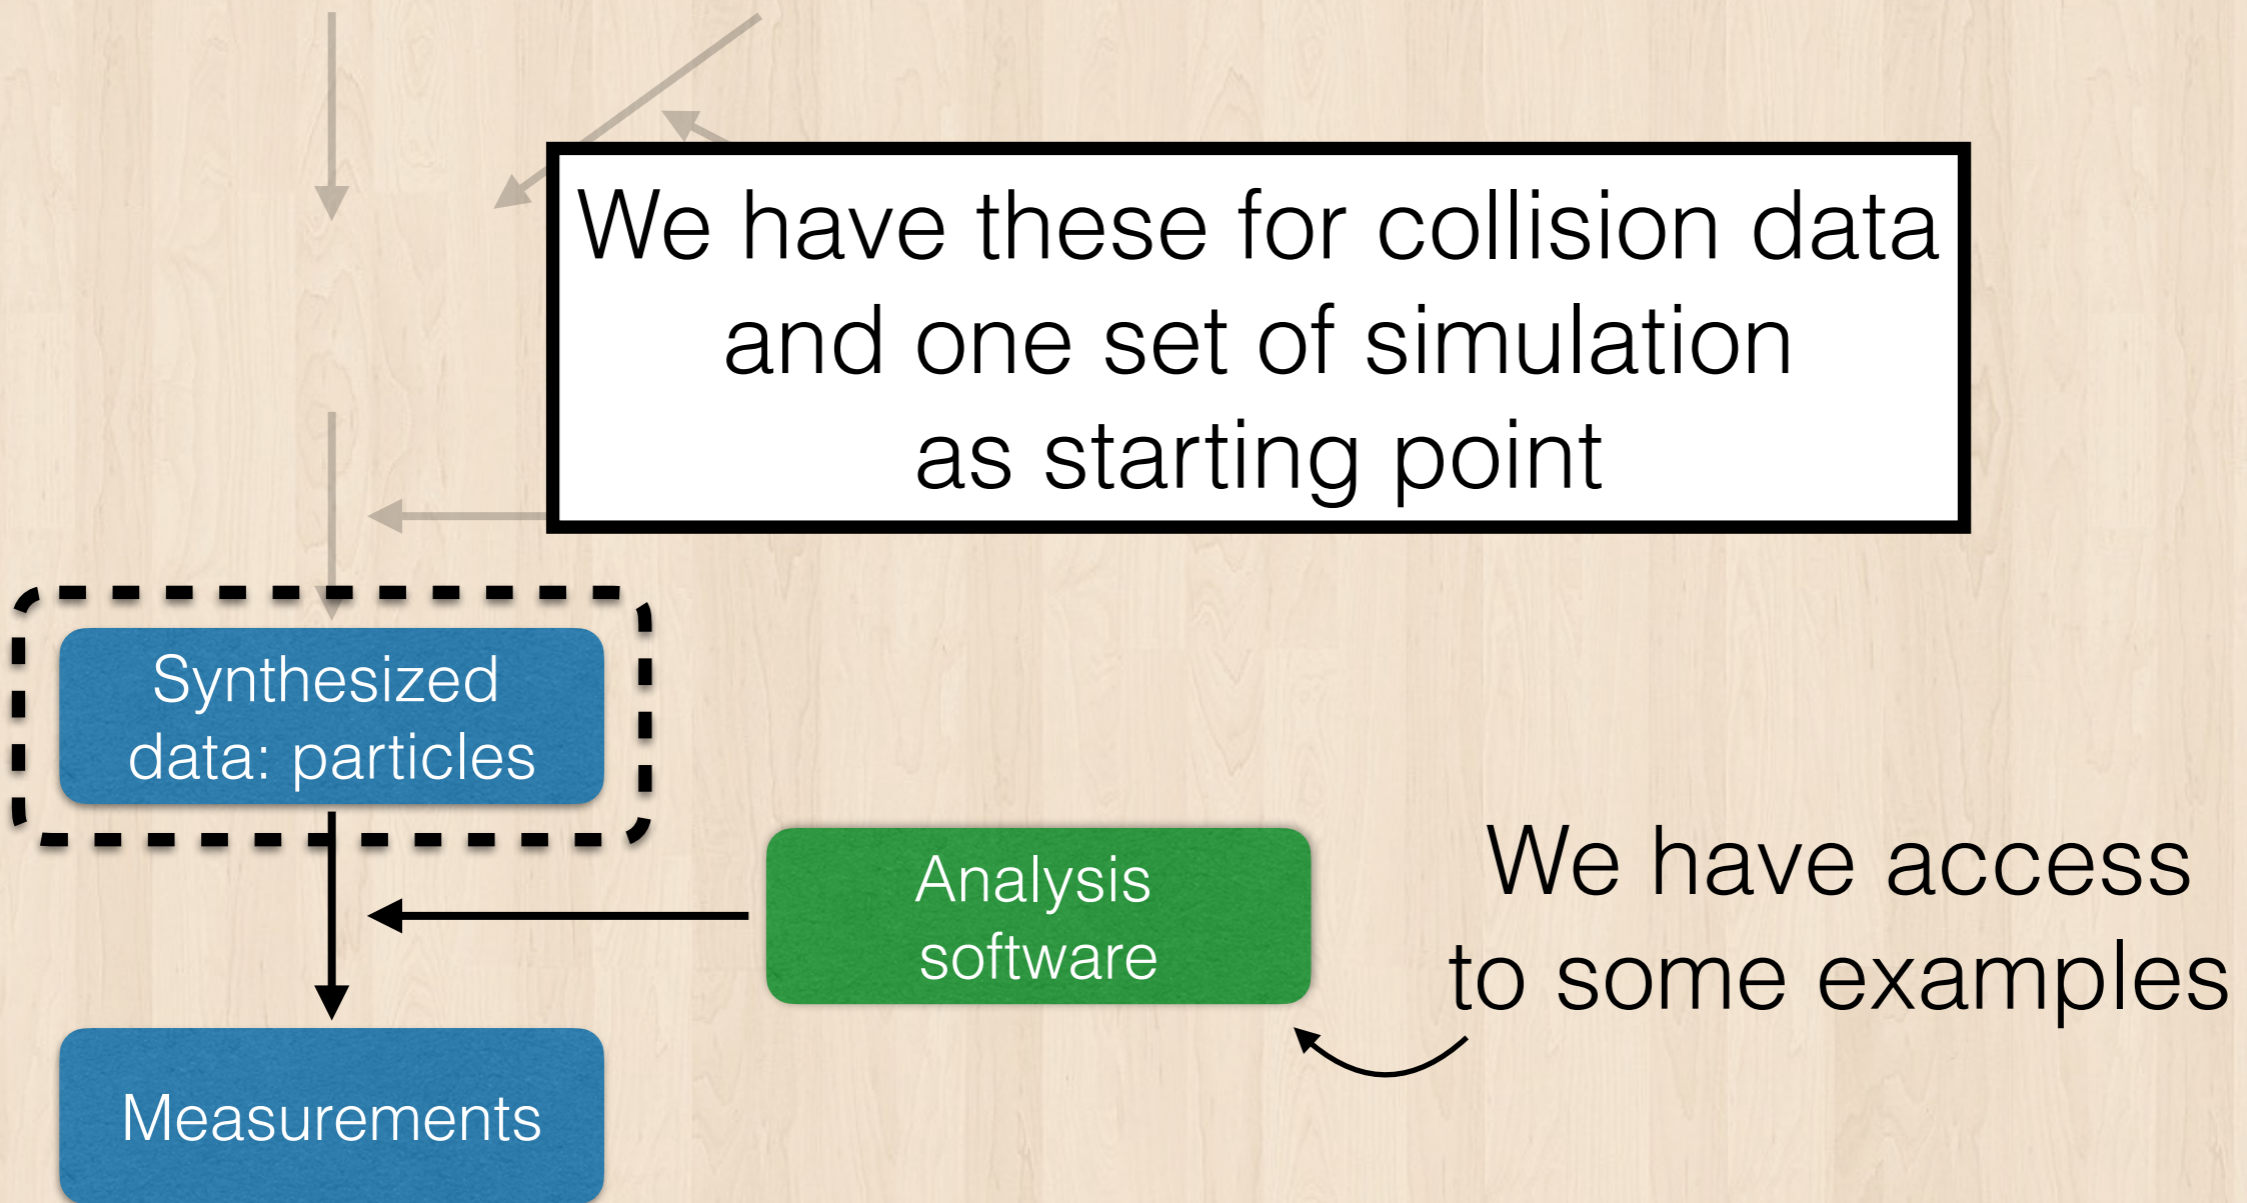 We have these for collision data
and one set of simulation
as starting point
Synthesized
data: particles
Analysis
software
We have access
to some examples
Measurements